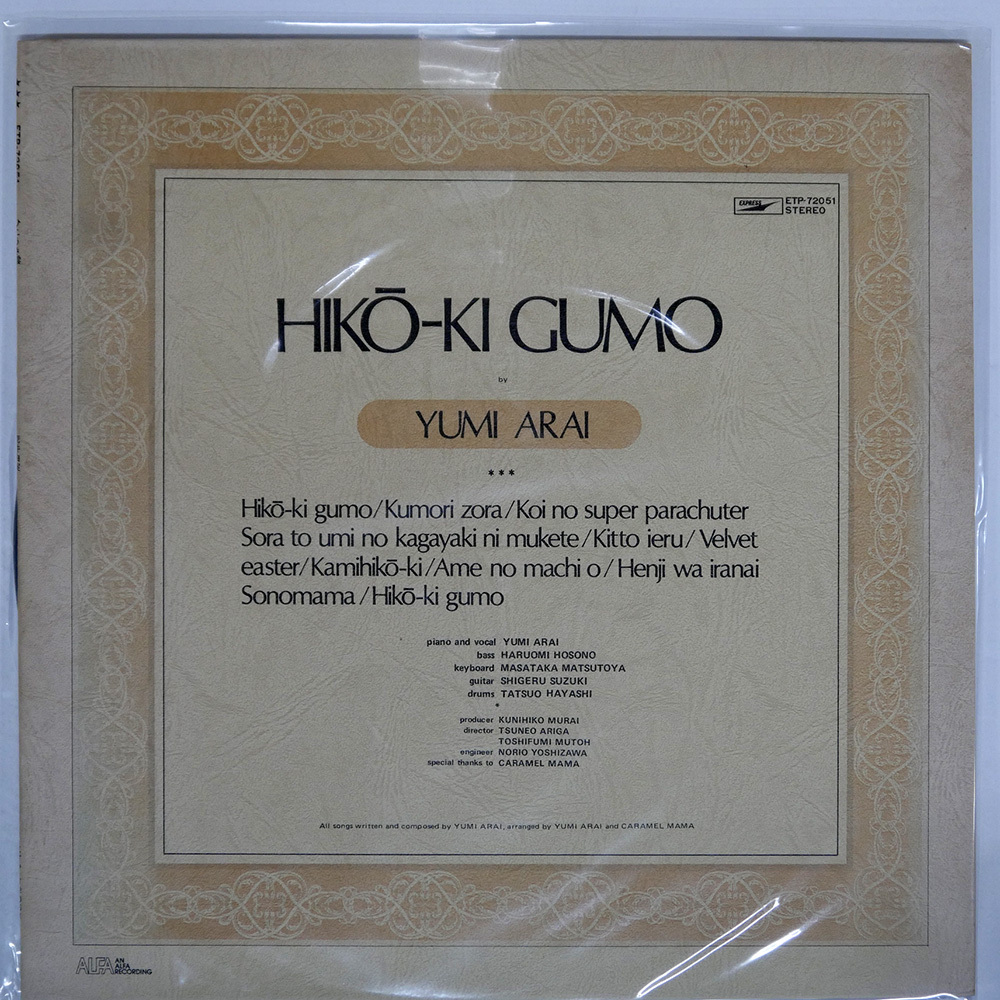 EXPRESS ETP-72051
STEREO
HIKŌ-KI GUMO
by
YUMI ARAI
***
Hikō-ki gumo/Kumori zora/Koi no super parachuter
Sora to umi no kagayaki ni mukete/Kitto ieru/Velvet
easter/Kamihikō-ki/Ame no machi o/Henji wa iranai
Sonomama/Hikō-ki gumo
piano and vocal YUMI ARAI
bass HARUOMI HOSONO
keyboard MASATAKA MATSUTOYA
guitar SHIGERU SUZUKI
drums TATSUO HAYASHI
*
producer KUNIHIKO MURAI
director TSUNEO ARIGA
TOSHIFUMI MUTOH
engineer NORIO YOSHIZAWA
special thanks to CARAMEL MAMA
All songs written and composed by YUMI ARAI, arranged by YUMI ARAI and CARAMEL MAMA
ALFA AN
ALFA
RECORDING